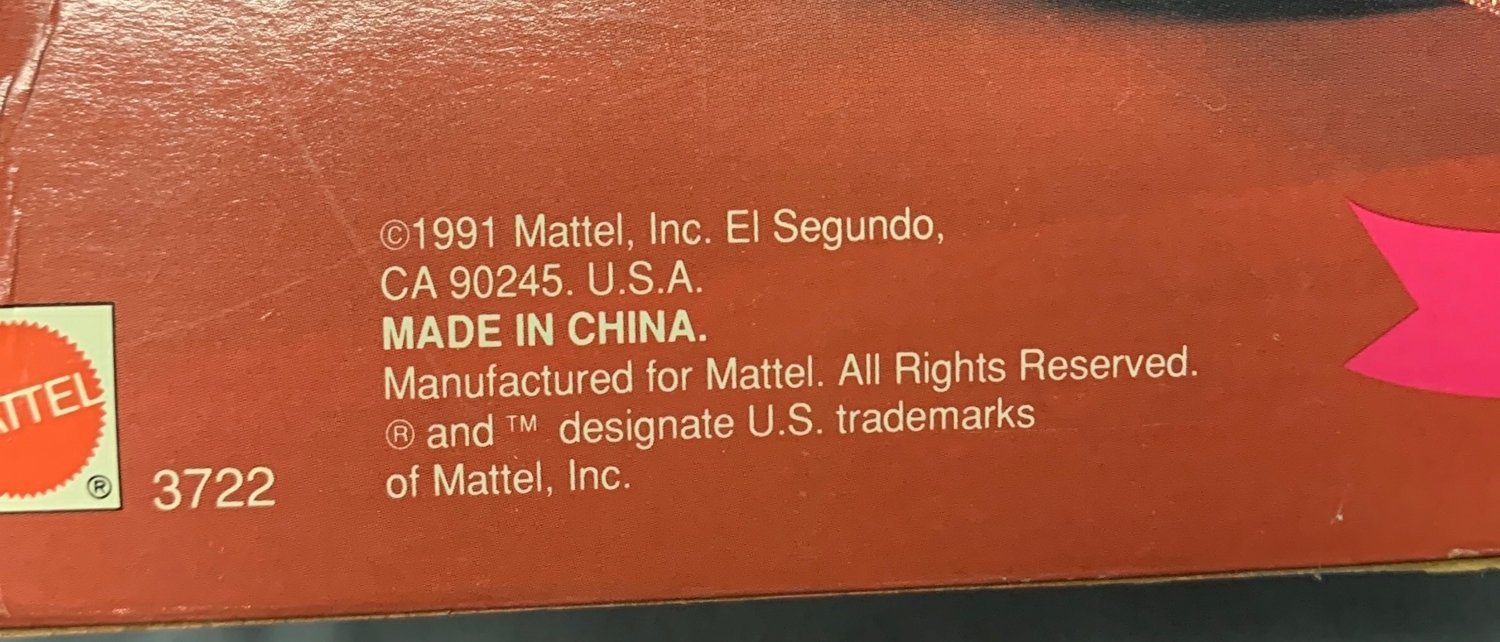 ©1991 Mattel, Inc. El Segundo,
CA 90245. U.S.A.
MADE IN CHINA.
Manufactured for Mattel. All Rights Reserved.
® and ™ designate U.S. trademarks
of Mattel, Inc.
ATTEL
®
3722